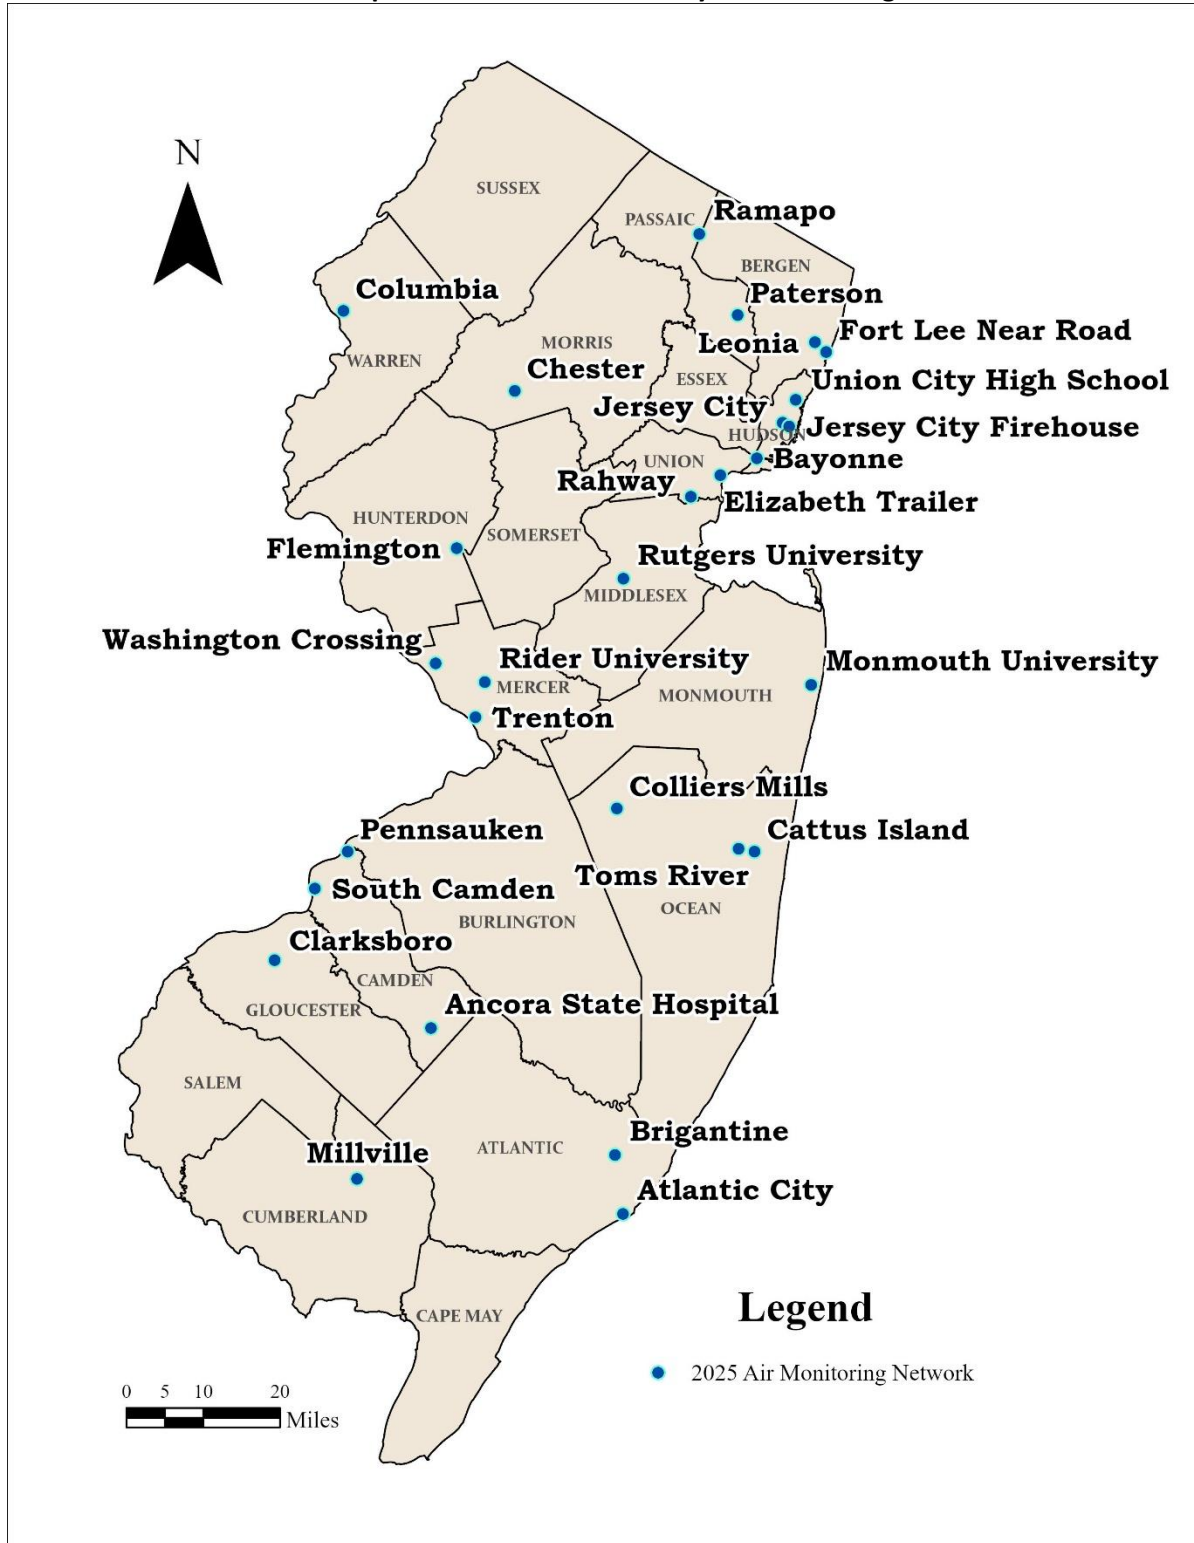 N
SUSSEX
PASSAIC
Ramapo
BERGEN
Columbia
Paterson
Fort Lee Near Road
Leonia
MORRIS
WARREN
Chester
ESSEX
Union City High School
Jersey City
Jersey City Firehouse
HUDSON
Bayonne
UNION
Rahway
Elizabeth Trailer
HUNTERDON
SOMERSET
Flemington
Rutgers University
MIDDLESEX
Washington Crossing
Rider University
Monmouth University
MERCER
MONMOUTH
Trenton
Colliers Mills
Pennsauken
Cattus Island
Toms River
South Camden
OCEAN
BURLINGTON
Clarksboro
CAMDEN
Ancora State Hospital
GLOUCESTER
SALEM
Brigantine
ATLANTIC
Millville
Atlantic City
CUMBERLAND
CAPE MAY
Legend
2025 Air Monitoring Network
0 5 10 20
Miles